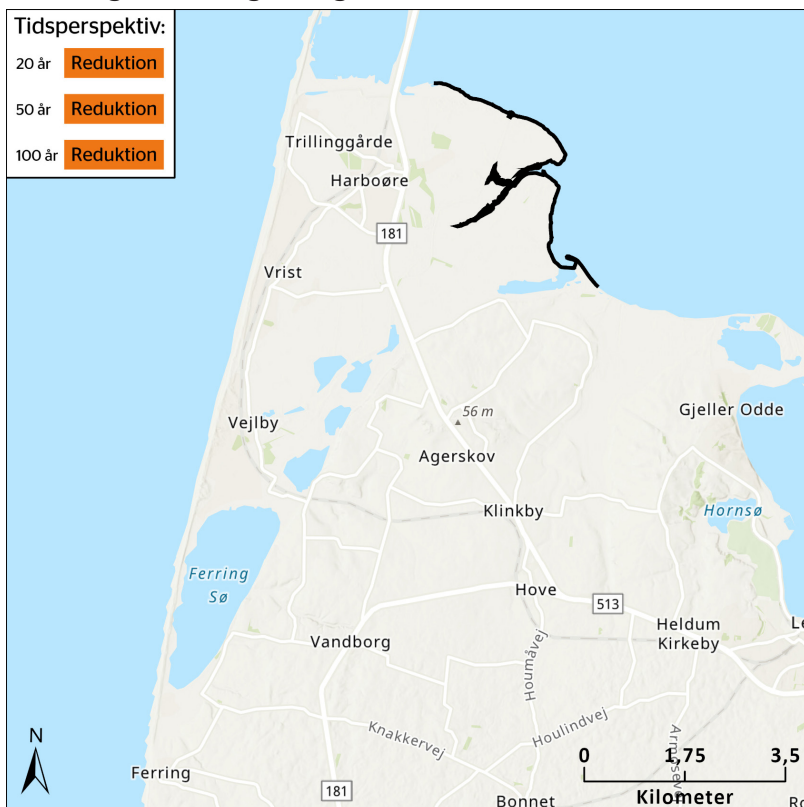 Tidsperspektiv:
20 år Reduktion
50 år Reduktion
100 år Reduktion
Trillinggårde
Harboøre
181
Vrist
Gjeller Odde
56 m
Vejlby
Agerskov
Klinkby
Hornsø
Ferring
Sø
Hove
513
Heldum
Kirkeby
Vandborg
Houmåvej
Knakkervej
Houlindvej
N
0 1,75 3,5
Kilometer
Ferring
181
Bonnet